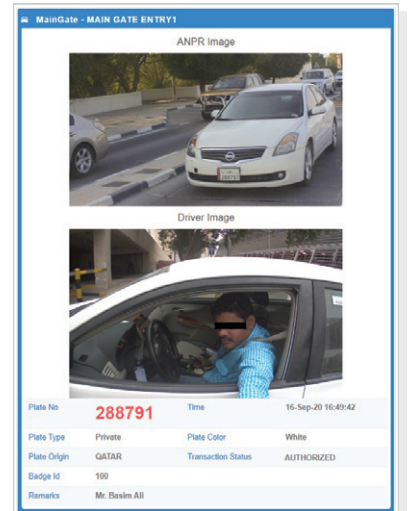 MainGate - MAIN GATE ENTRY1
ANPR Image
Driver Image
Plate No 288791 Time 16-Sep-20 16:49:42
Plate Type Private Plate Color White
Plate Origin QATAR Transaction Status AUTHORIZED
Badge Id 100
Remarks Mr. Basim Ali